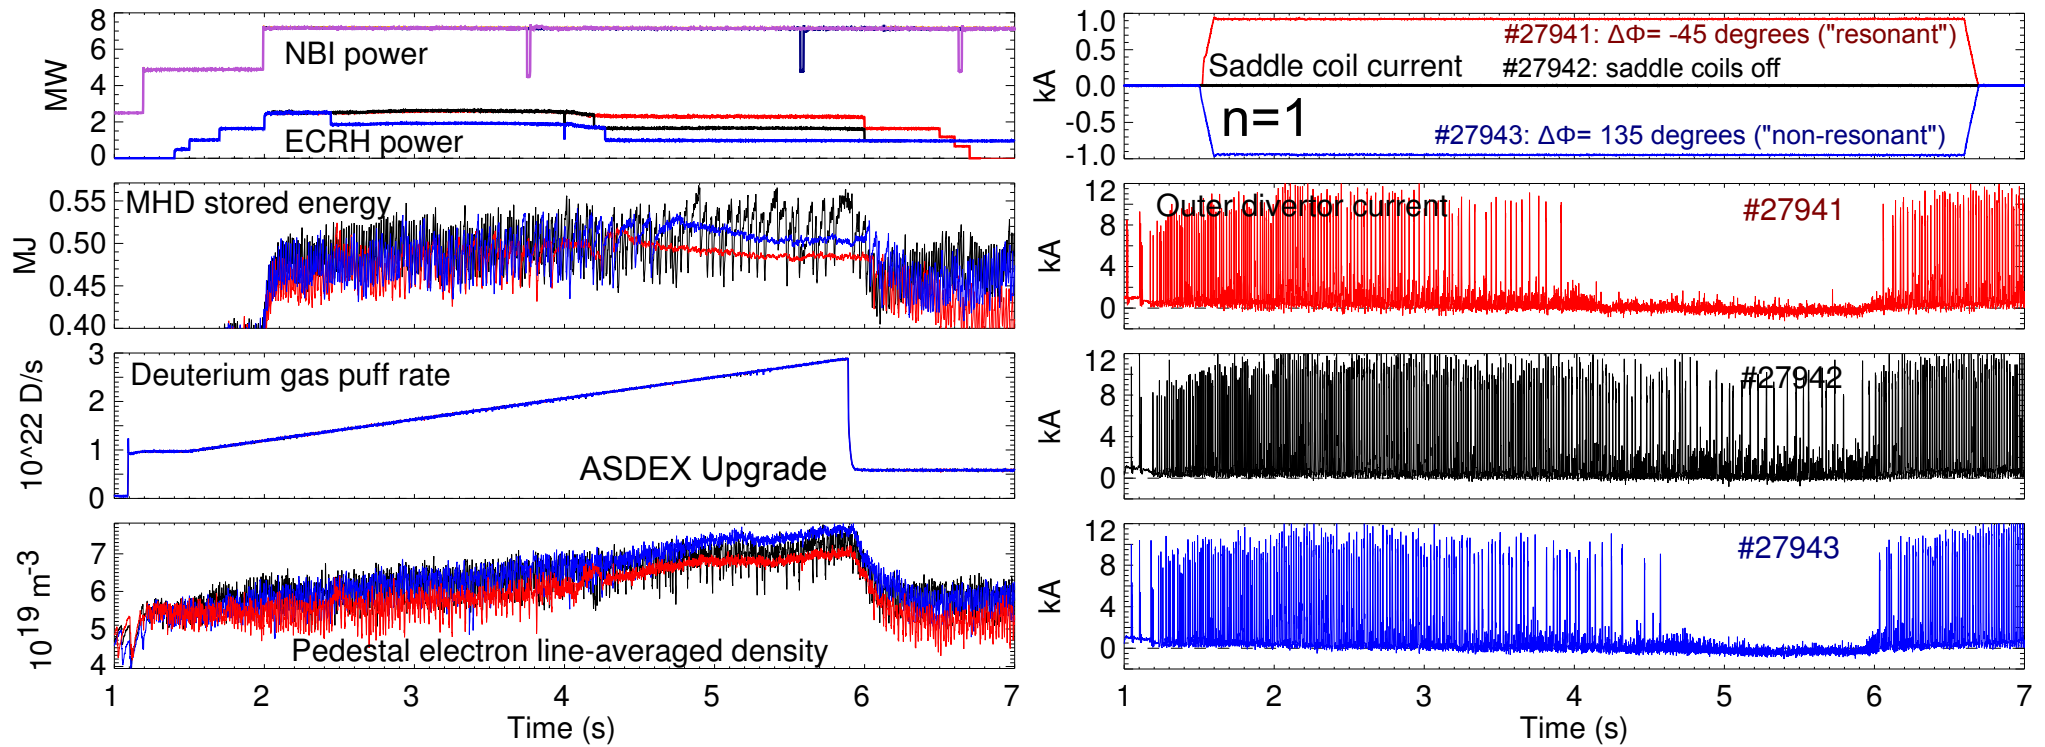 8
6
4
2
0
MW
NBI power
ECRH power
0.55
0.50
0.45
0.40
MJ
MHD stored energy
3
2
1
0
10^22 D/s
Deuterium gas puff rate
ASDEX Upgrade
7
6
5
4
10^19 m^-3
Pedestal electron line-averaged density
1 2 3 4 5 6 7
Time (s)
1.0
0.5
0.0
-0.5
-1.0
kA
#27941: ΔΦ= -45 degrees ("resonant")
Saddle coil current #27942: saddle coils off
n=1
#27943: ΔΦ= 135 degrees ("non-resonant")
12
8
4
0
kA
Outer divertor current
#27941
12
8
4
0
kA
#27942
12
8
4
0
kA
#27943
1 2 3 4 5 6 7
Time (s)